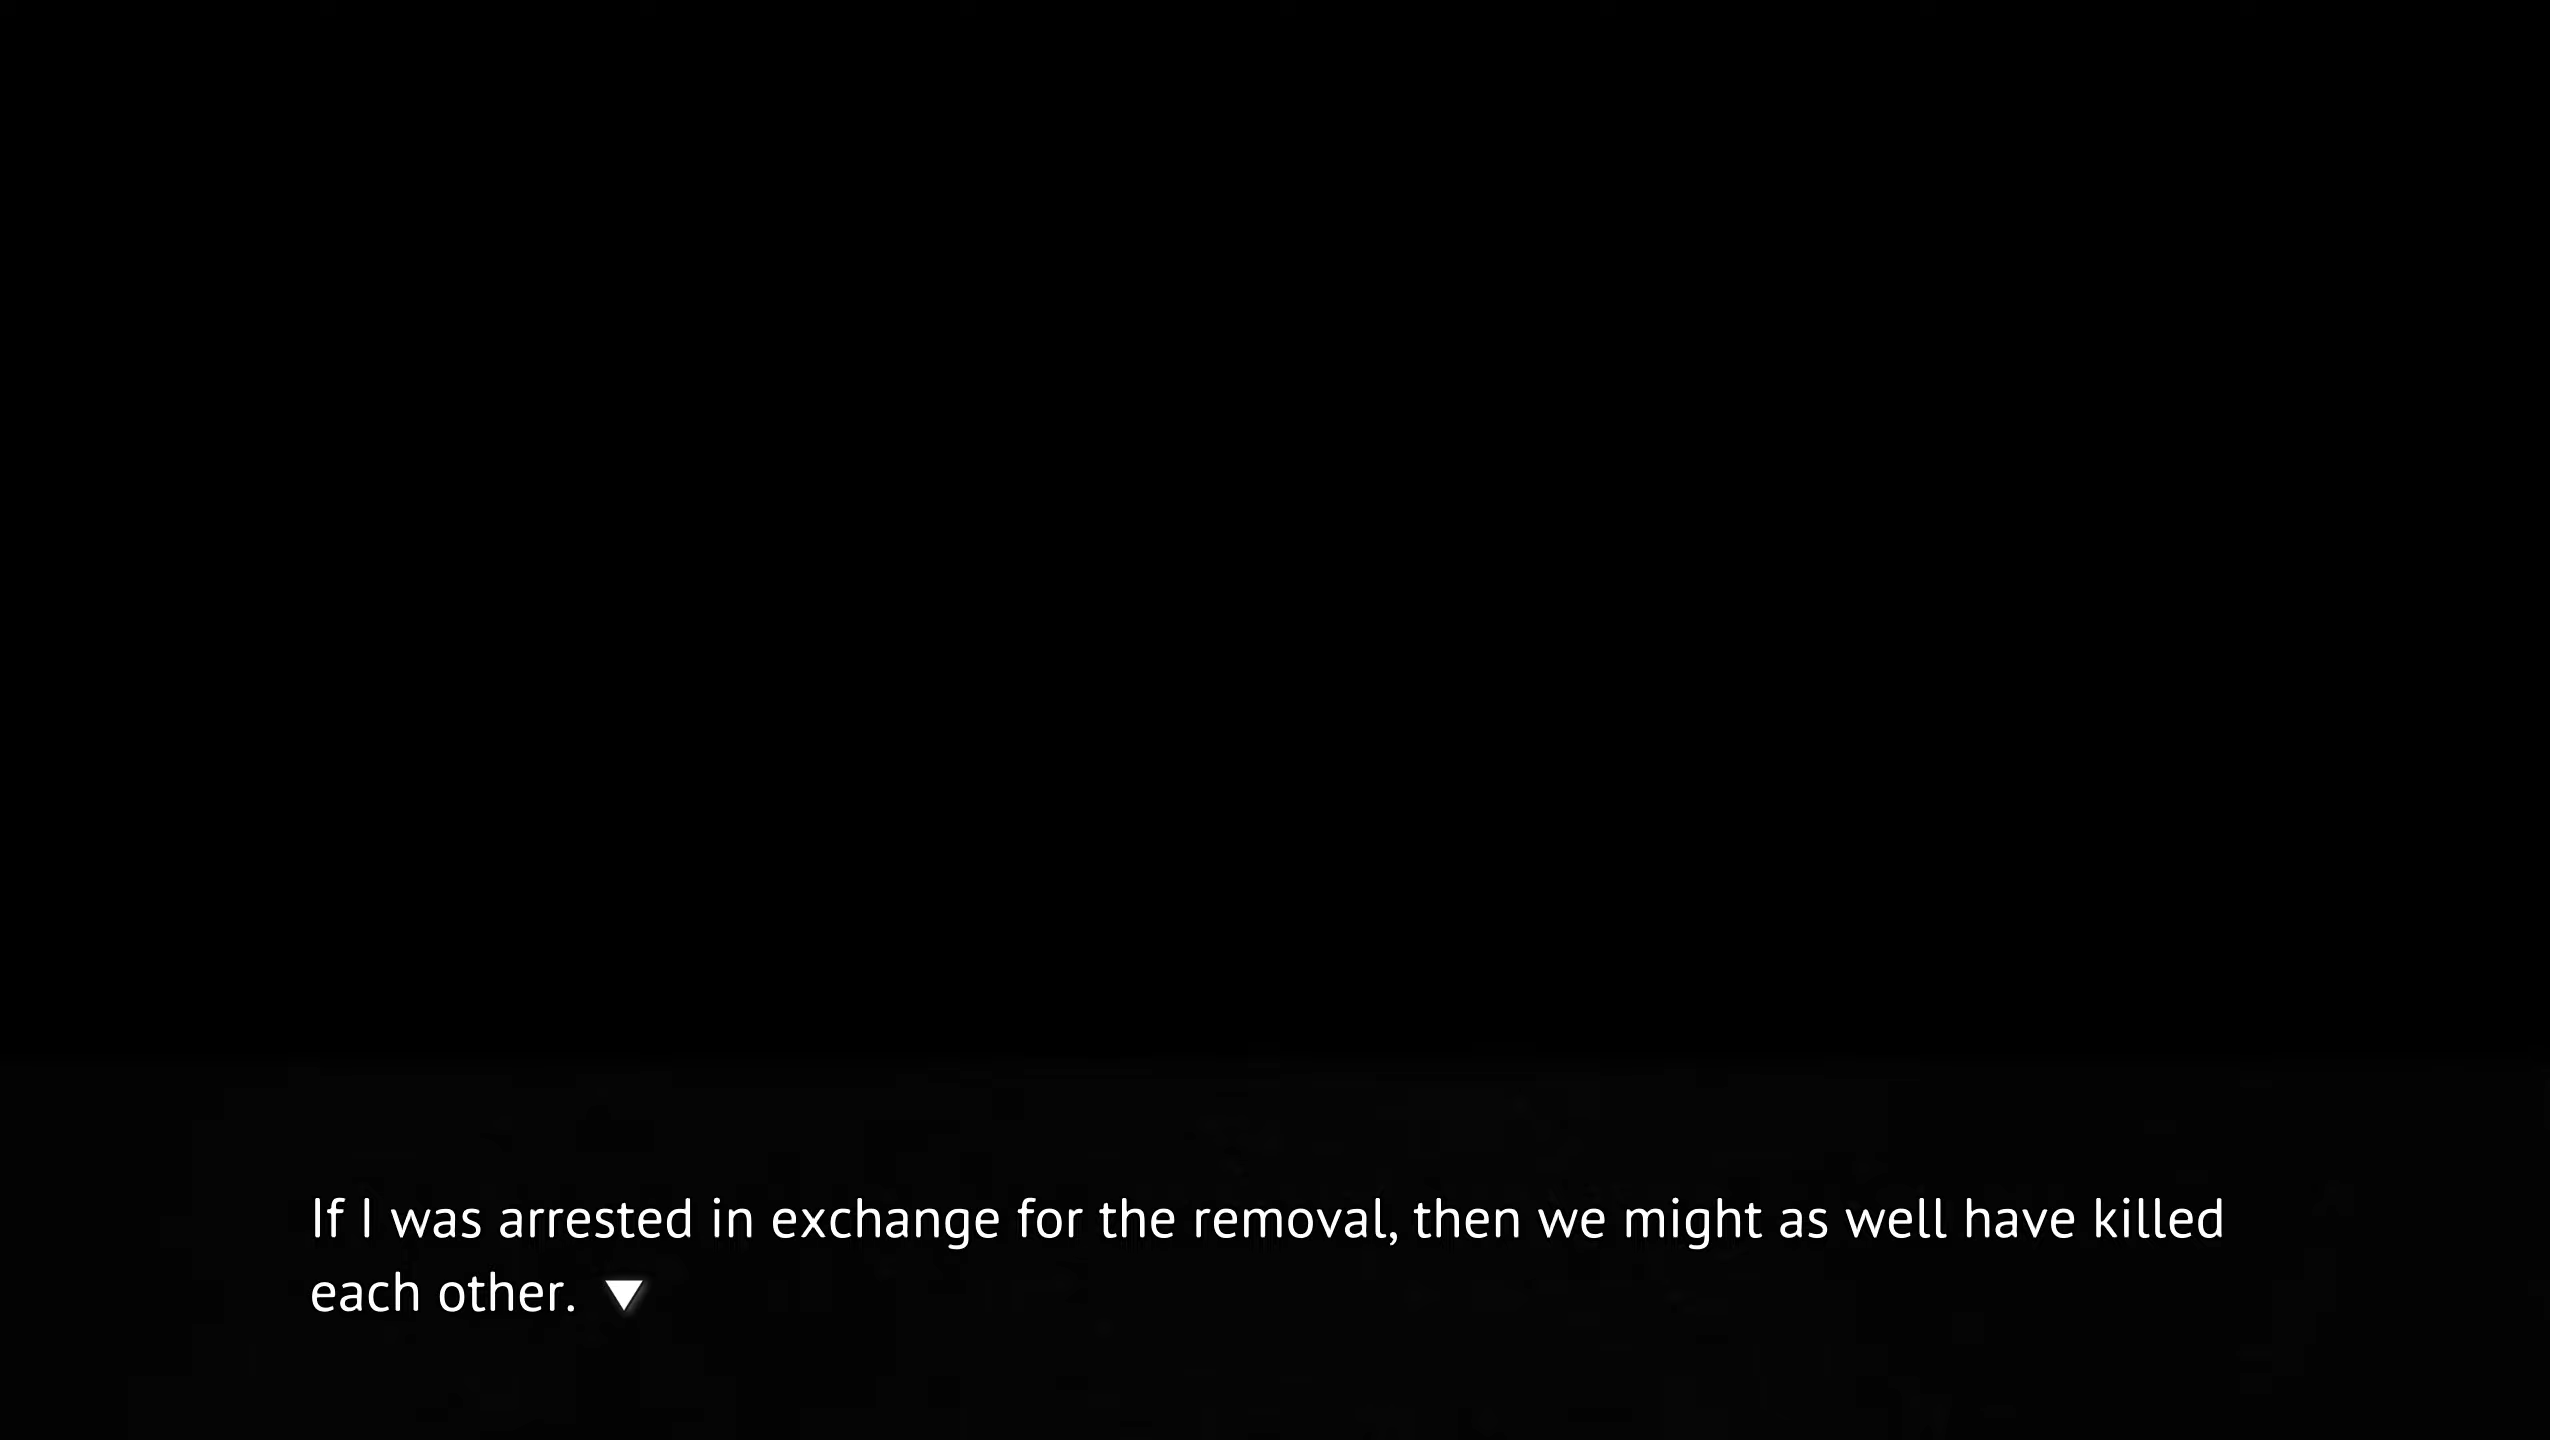 If I was arrested in exchange for the removal, then we might as well have killed
each other.